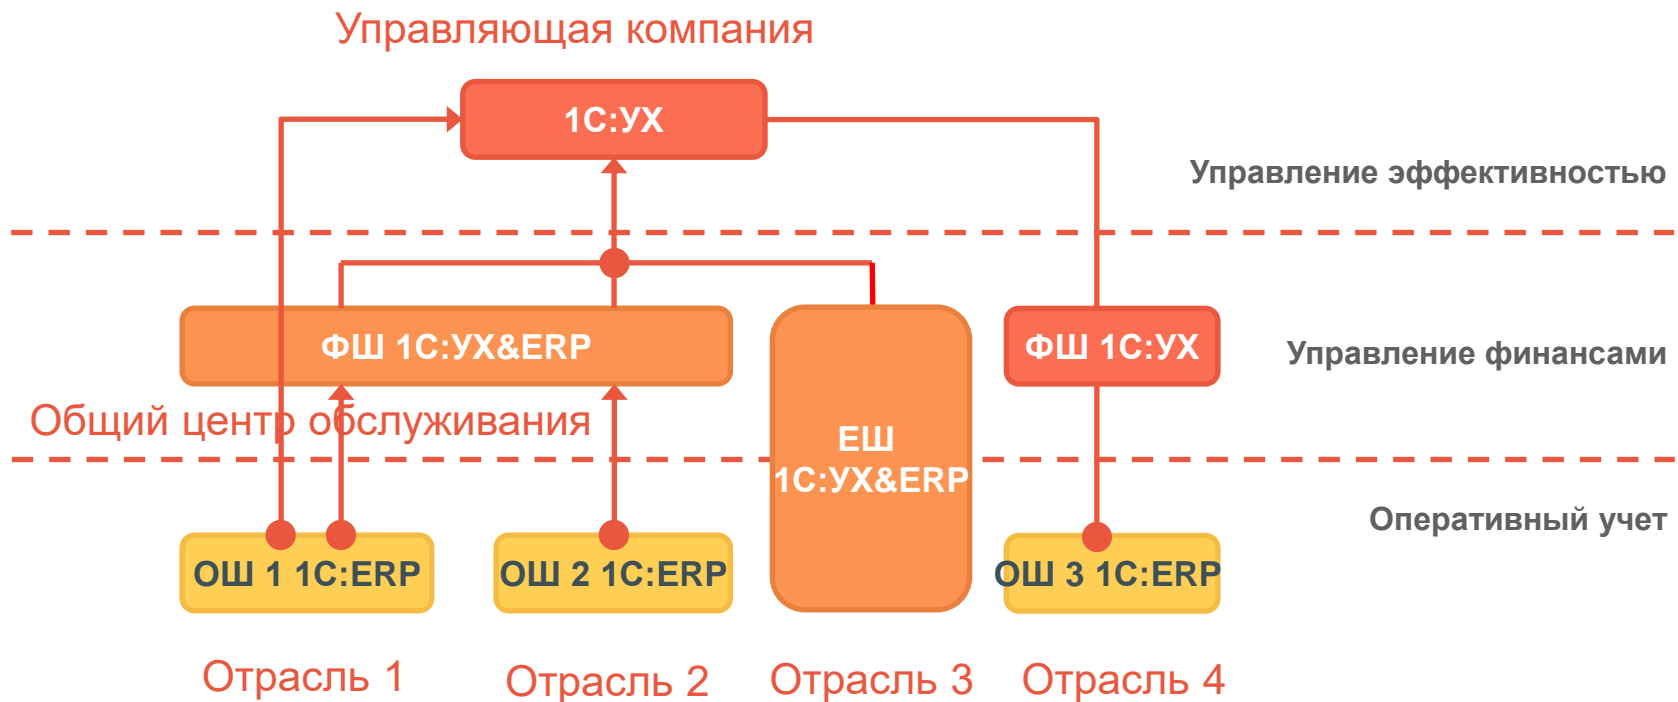 Управляющая компания
1С:УХ
Управление эффективностью
ФШ 1С:УХ&ERP
ФШ 1С:УХ
Управление финансами
Общий центр обслуживания
ЕШ
1С:УХ&ERP
Оперативный учет
ОШ 1 1С:ERP
ОШ 2 1С:ERP
ОШ 3 1С:ERP
Отрасль 1
Отрасль 2
Отрасль 3
Отрасль 4